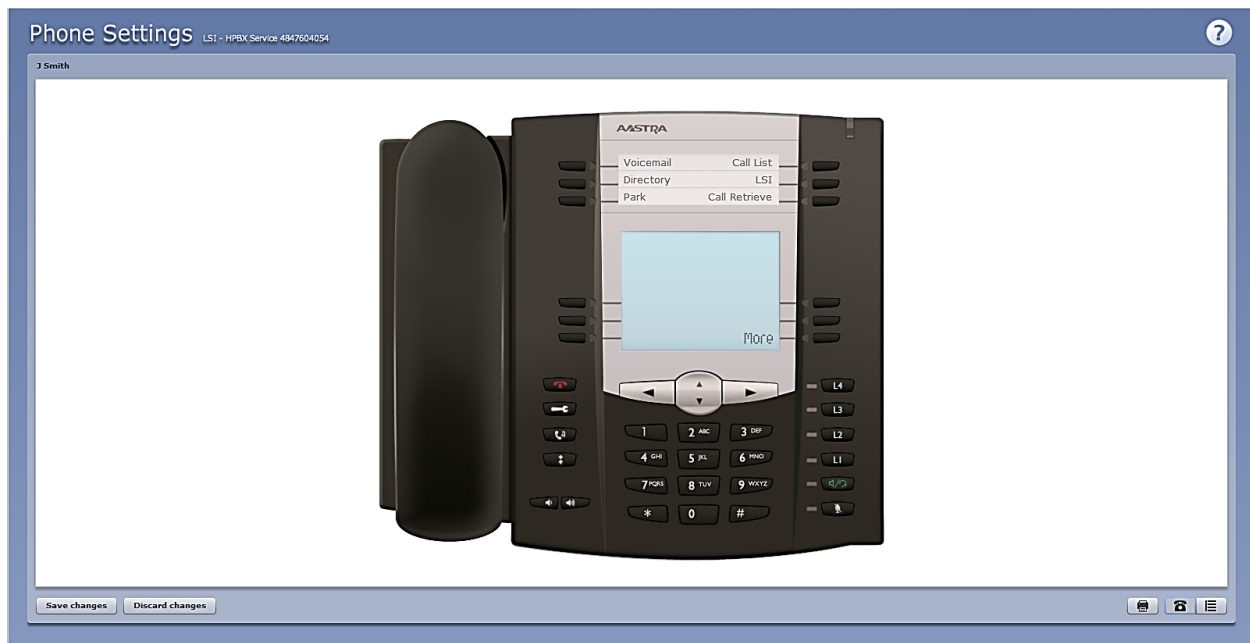 Phone Settings LSI - HPBX Service 4847604054
?
J Smith
AASTRA
Voicemail Call List
Directory LSI
Park Call Retrieve
More
L4
L3
1 2 ABC 3 DEF
L2
4 GHI 5 JKL 6 MNO
L1
7 PQRS 8 TUV 9 WXYZ
* 0 #
Save changes Discard changes